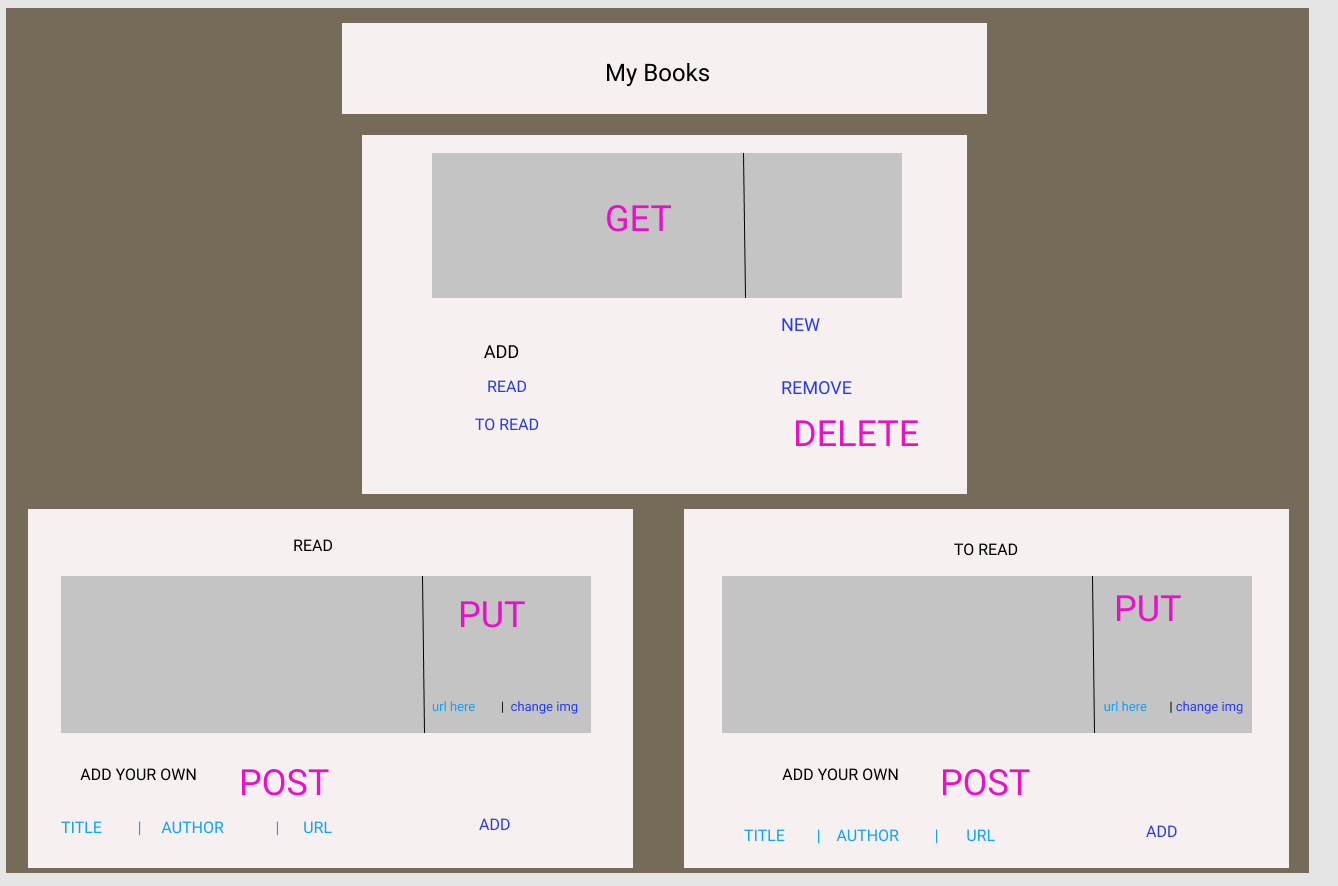 My Books
GET
NEW
ADD
READ
REMOVE
TO READ
DELETE
READ
PUT
url here | change img
ADD YOUR OWN POST
TITLE | AUTHOR | URL ADD
TO READ
PUT
url here | change img
ADD YOUR OWN POST
TITLE | AUTHOR | URL ADD